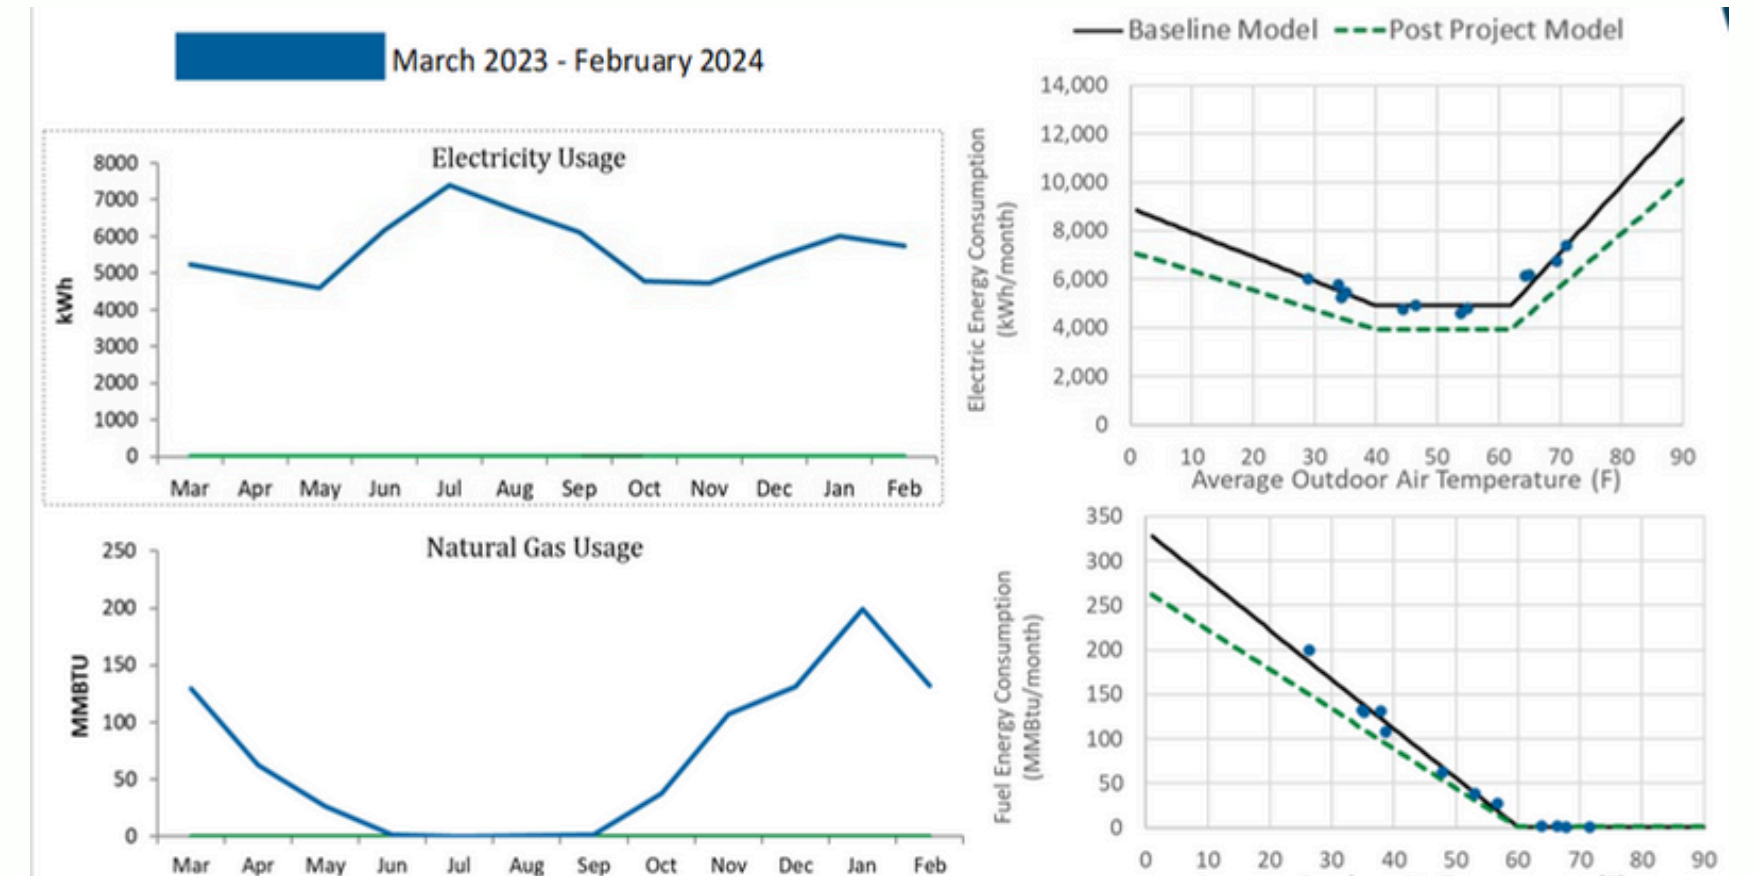 March 2023 - February 2024
Electricity Usage
kWh
8000
7000
6000
5000
4000
3000
2000
1000
0
Mar Apr May Jun Jul Aug Sep Oct Nov Dec Jan Feb
Natural Gas Usage
MMBTU
250
200
150
100
50
0
Mar Apr May Jun Jul Aug Sep Oct Nov Dec Jan Feb
Baseline Model Post Project Model
Electric Energy Consumption
(kWh/month)
14,000
12,000
10,000
8,000
6,000
4,000
2,000
0
0 10 20 30 40 50 60 70 80 90
Average Outdoor Air Temperature (F)
Fuel Energy Consumption
(MMBtu/month)
350
300
250
200
150
100
50
0
0 10 20 30 40 50 60 70 80 90